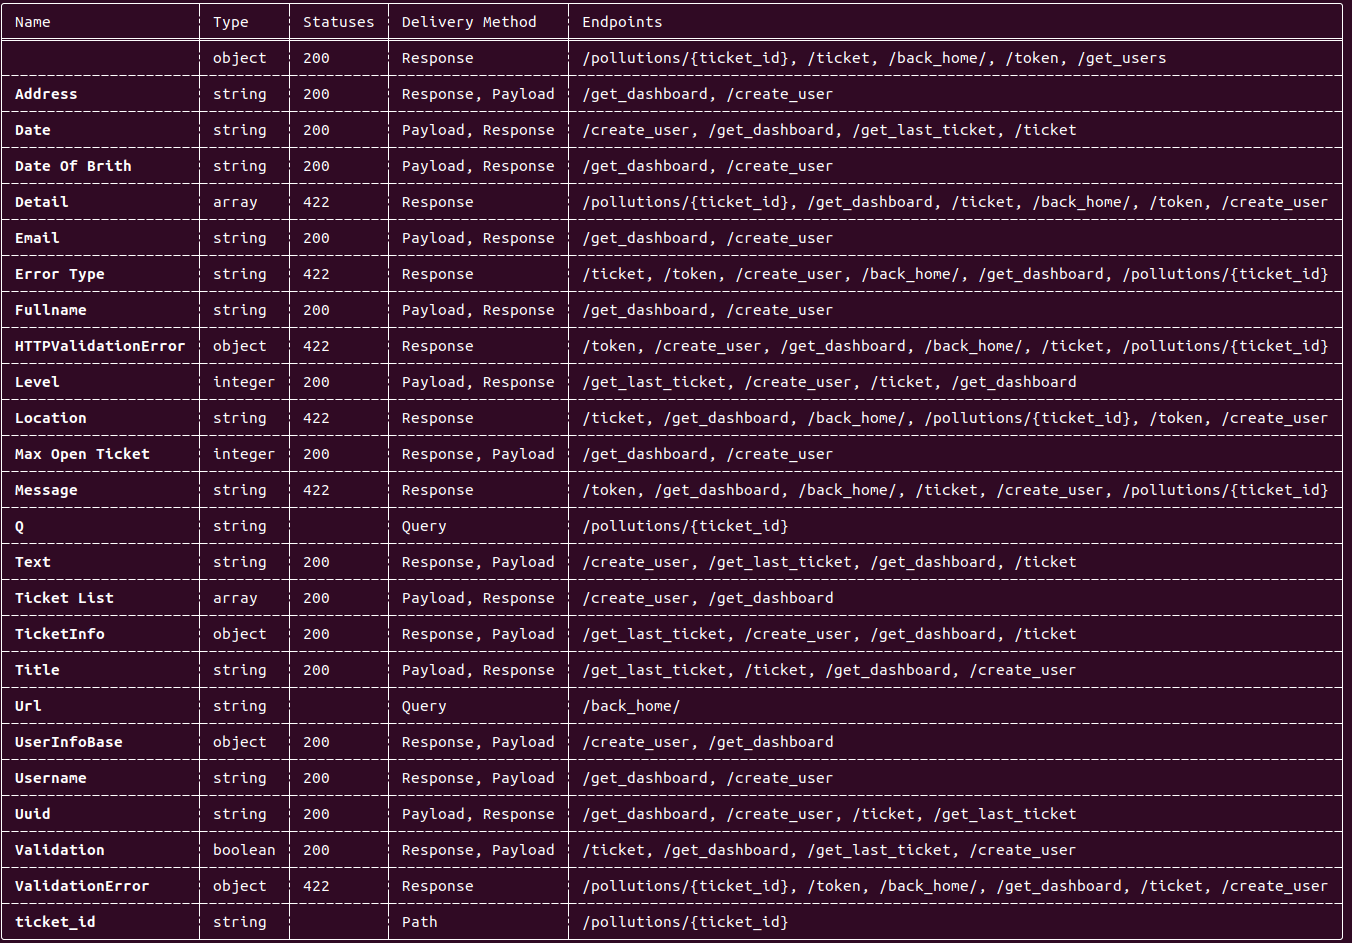 Name Type Statuses Delivery Method Endpoints
object 200 Response /pollutions/{ticket_id}, /ticket, /back_home/, /token, /get_users
Address string 200 Response, Payload /get_dashboard, /create_user
Date string 200 Payload, Response /create_user, /get_dashboard, /get_last_ticket, /ticket
Date Of Brith string 200 Payload, Response /get_dashboard, /create_user
Detail array 422 Response /pollutions/{ticket_id}, /get_dashboard, /ticket, /back_home/, /token, /create_user
Email string 200 Payload, Response /get_dashboard, /create_user
Error Type string 422 Response /ticket, /token, /create_user, /back_home/, /get_dashboard, /pollutions/{ticket_id}
Fullname string 200 Payload, Response /get_dashboard, /create_user
HTTPValidationError object 422 Response /token, /create_user, /get_dashboard, /back_home/, /ticket, /pollutions/{ticket_id}
Level integer 200 Payload, Response /get_last_ticket, /create_user, /ticket, /get_dashboard
Location string 422 Response /ticket, /get_dashboard, /back_home/, /pollutions/{ticket_id}, /token, /create_user
Max Open Ticket integer 200 Response, Payload /get_dashboard, /create_user
Message string 422 Response /token, /get_dashboard, /back_home/, /ticket, /create_user, /pollutions/{ticket_id}
Q string Query /pollutions/{ticket_id}
Text string 200 Response, Payload /create_user, /get_last_ticket, /get_dashboard, /ticket
Ticket List array 200 Payload, Response /create_user, /get_dashboard
TicketInfo object 200 Response, Payload /get_last_ticket, /create_user, /get_dashboard, /ticket
Title string 200 Payload, Response /get_last_ticket, /ticket, /get_dashboard, /create_user
Url string Query /back_home/
UserInfoBase object 200 Response, Payload /create_user, /get_dashboard
Username string 200 Response, Payload /get_dashboard, /create_user
Uuid string 200 Payload, Response /get_dashboard, /create_user, /ticket, /get_last_ticket
Validation boolean 200 Response, Payload /ticket, /get_dashboard, /get_last_ticket, /create_user
ValidationError object 422 Response /pollutions/{ticket_id}, /token, /back_home/, /get_dashboard, /ticket, /create_user
ticket_id string Path /pollutions/{ticket_id}